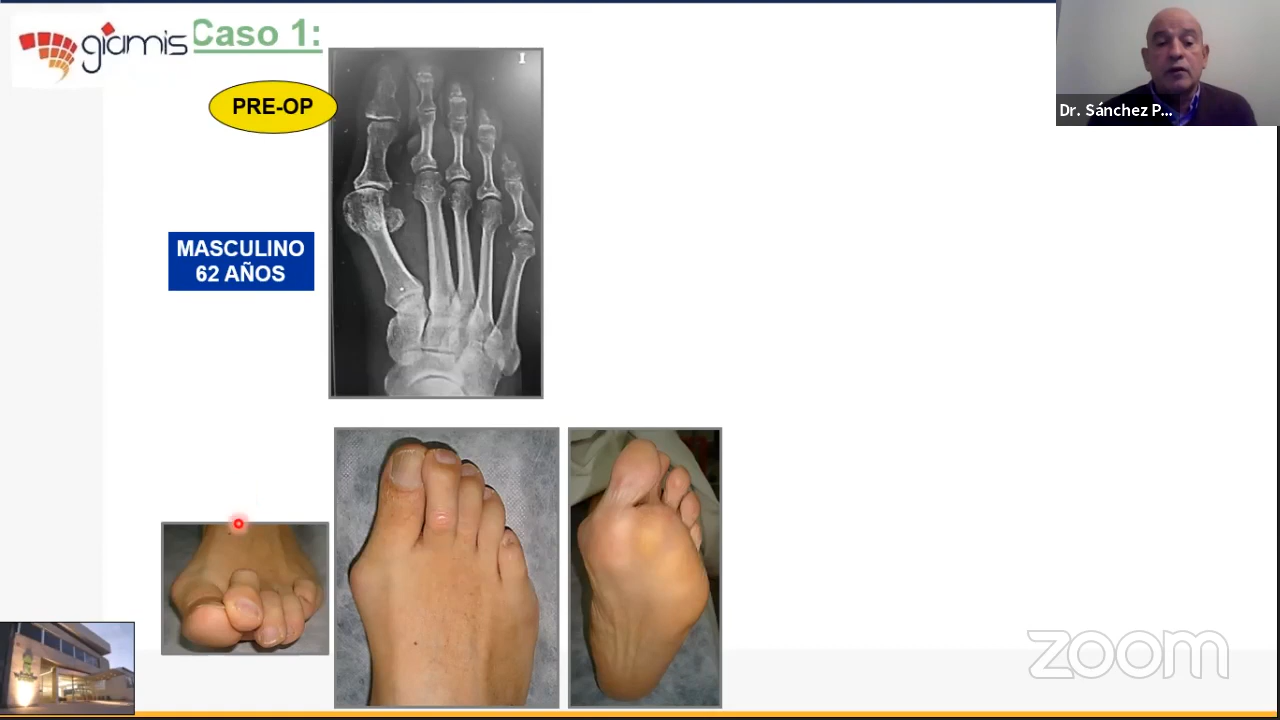 giamis
Caso 1:
I
PRE-OP
Dr. Sánchez P...
MASCULINO
62 AÑOS
zoom